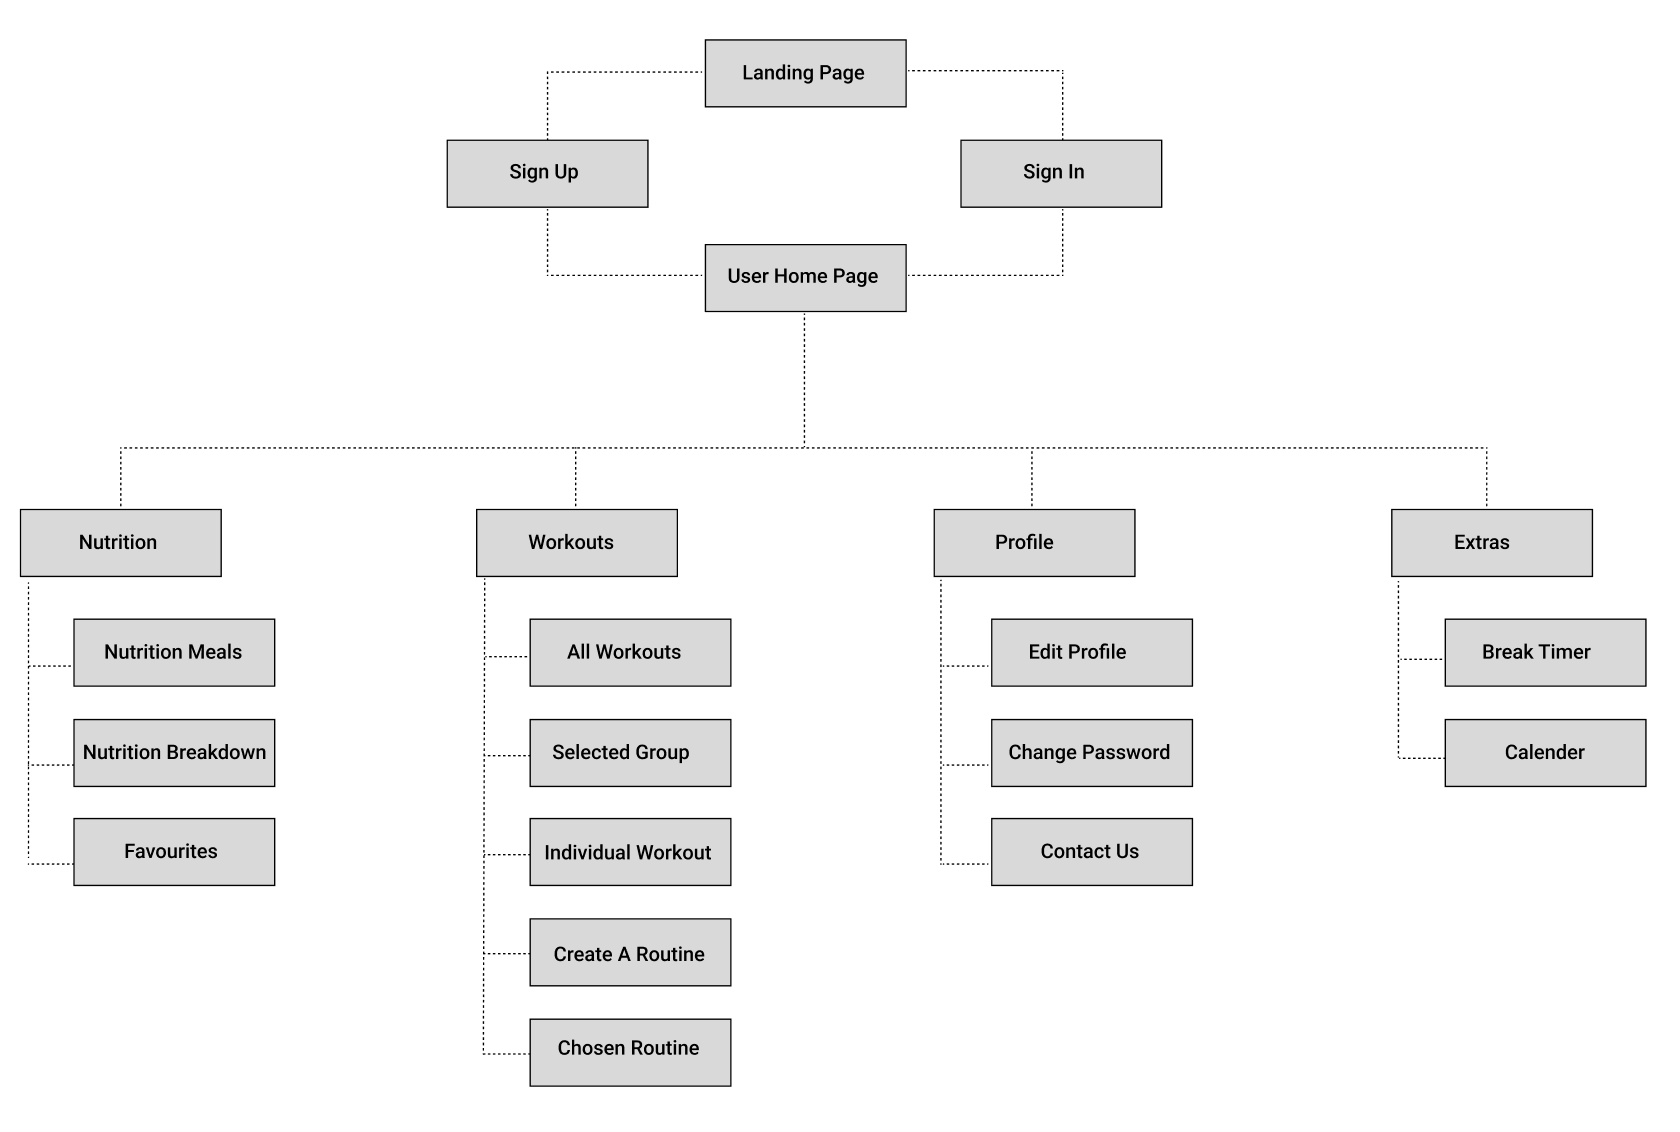 Landing Page
Sign Up
Sign In
User Home Page
Nutrition
Workouts
Profile
Extras
Nutrition Meals
All Workouts
Edit Profile
Break Timer
Nutrition Breakdown
Selected Group
Change Password
Calender
Favourites
Individual Workout
Contact Us
Create A Routine
Chosen Routine